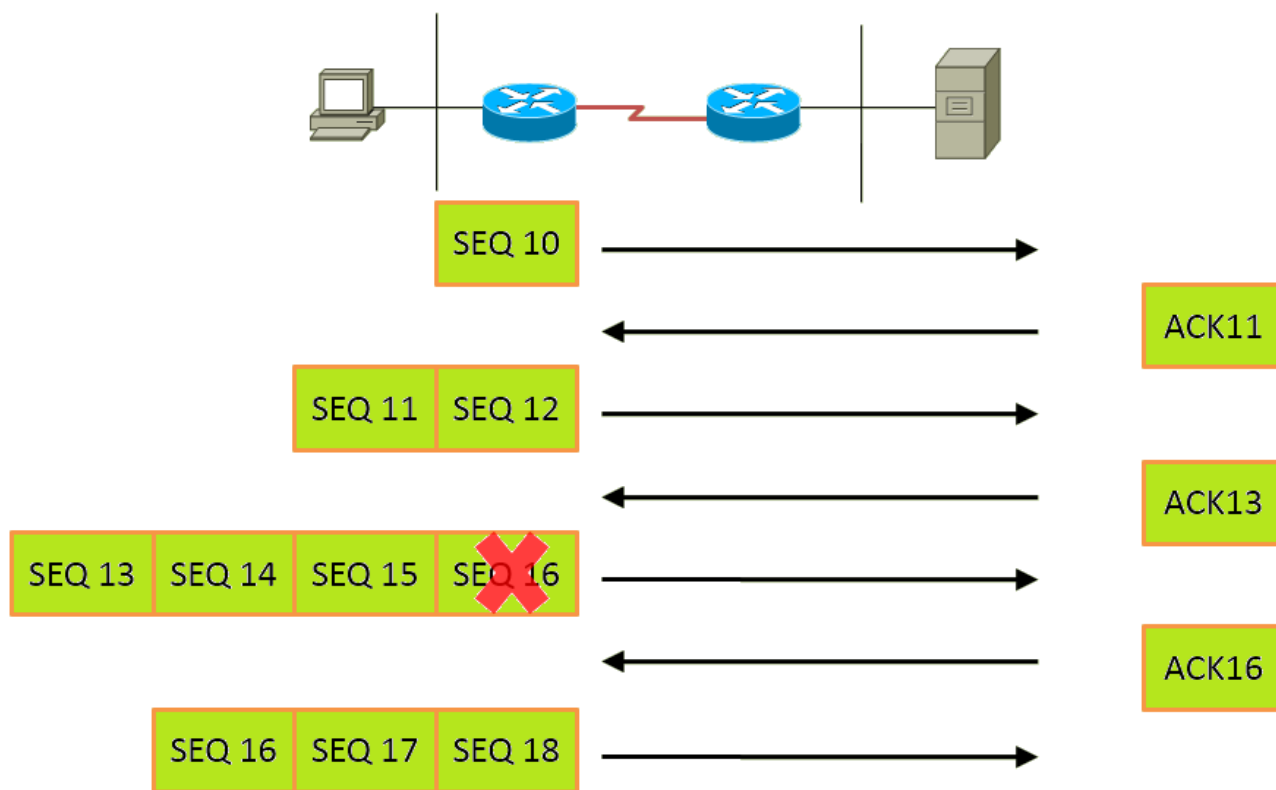 SEQ 10
ACK11
SEQ 11 SEQ 12
ACK13
SEQ 13 SEQ 14 SEQ 15 SEQ 16
ACK16
SEQ 16 SEQ 17 SEQ 18